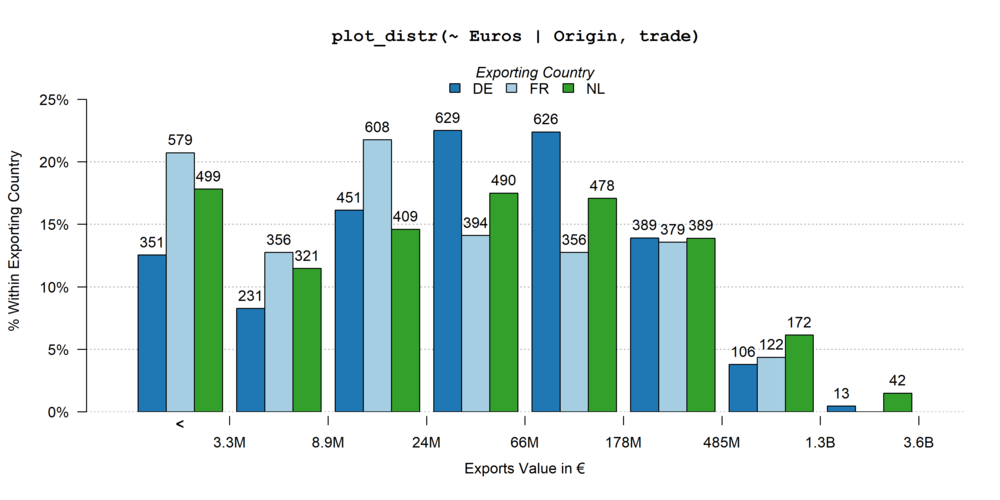 plot_distr(~ Euros | Origin, trade)
Exporting Country
DE FR NL
% Within Exporting Country
25%
20%
15%
10%
5%
0%
351 579 499
231 356 321
451 608 409
629 394 490
626 356 478
389 379 389
106 122 172
13 42
<
3.3M 8.9M 24M 66M 178M 485M 1.3B 3.6B
Exports Value in €